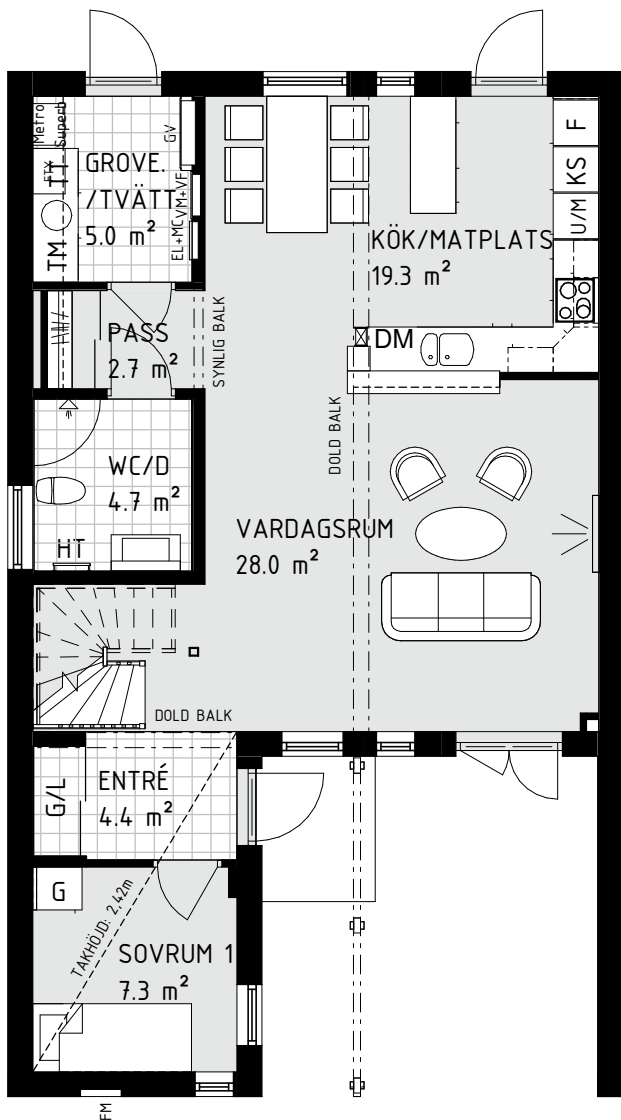 Metro
Superb
TT
FTX
GROVE.
/TVÄTT
5.0 m²
TM
GV
EL+MC
VM+VF
KÖK/MATPLATS
19.3 m²
F
KS
U/M
DM
PASS
2.7 m²
SYNLIG BALK
DOLD BALK
WC/D
4.7 m²
HT
VARDAGSRUM
28.0 m²
DOLD BALK
G/L
ENTRÉ
4.4 m²
G
TAKHÖJD: 2,42m
SOVRUM 1
7.3 m²
FM